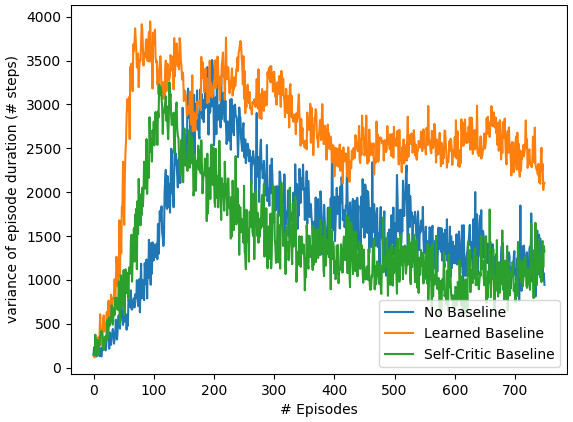 4000
3500
3000
2500
2000
1500
1000
500
0
variance of episode duration (# steps)
0 100 200 300 400 500 600 700
# Episodes
No Baseline
Learned Baseline
Self-Critic Baseline